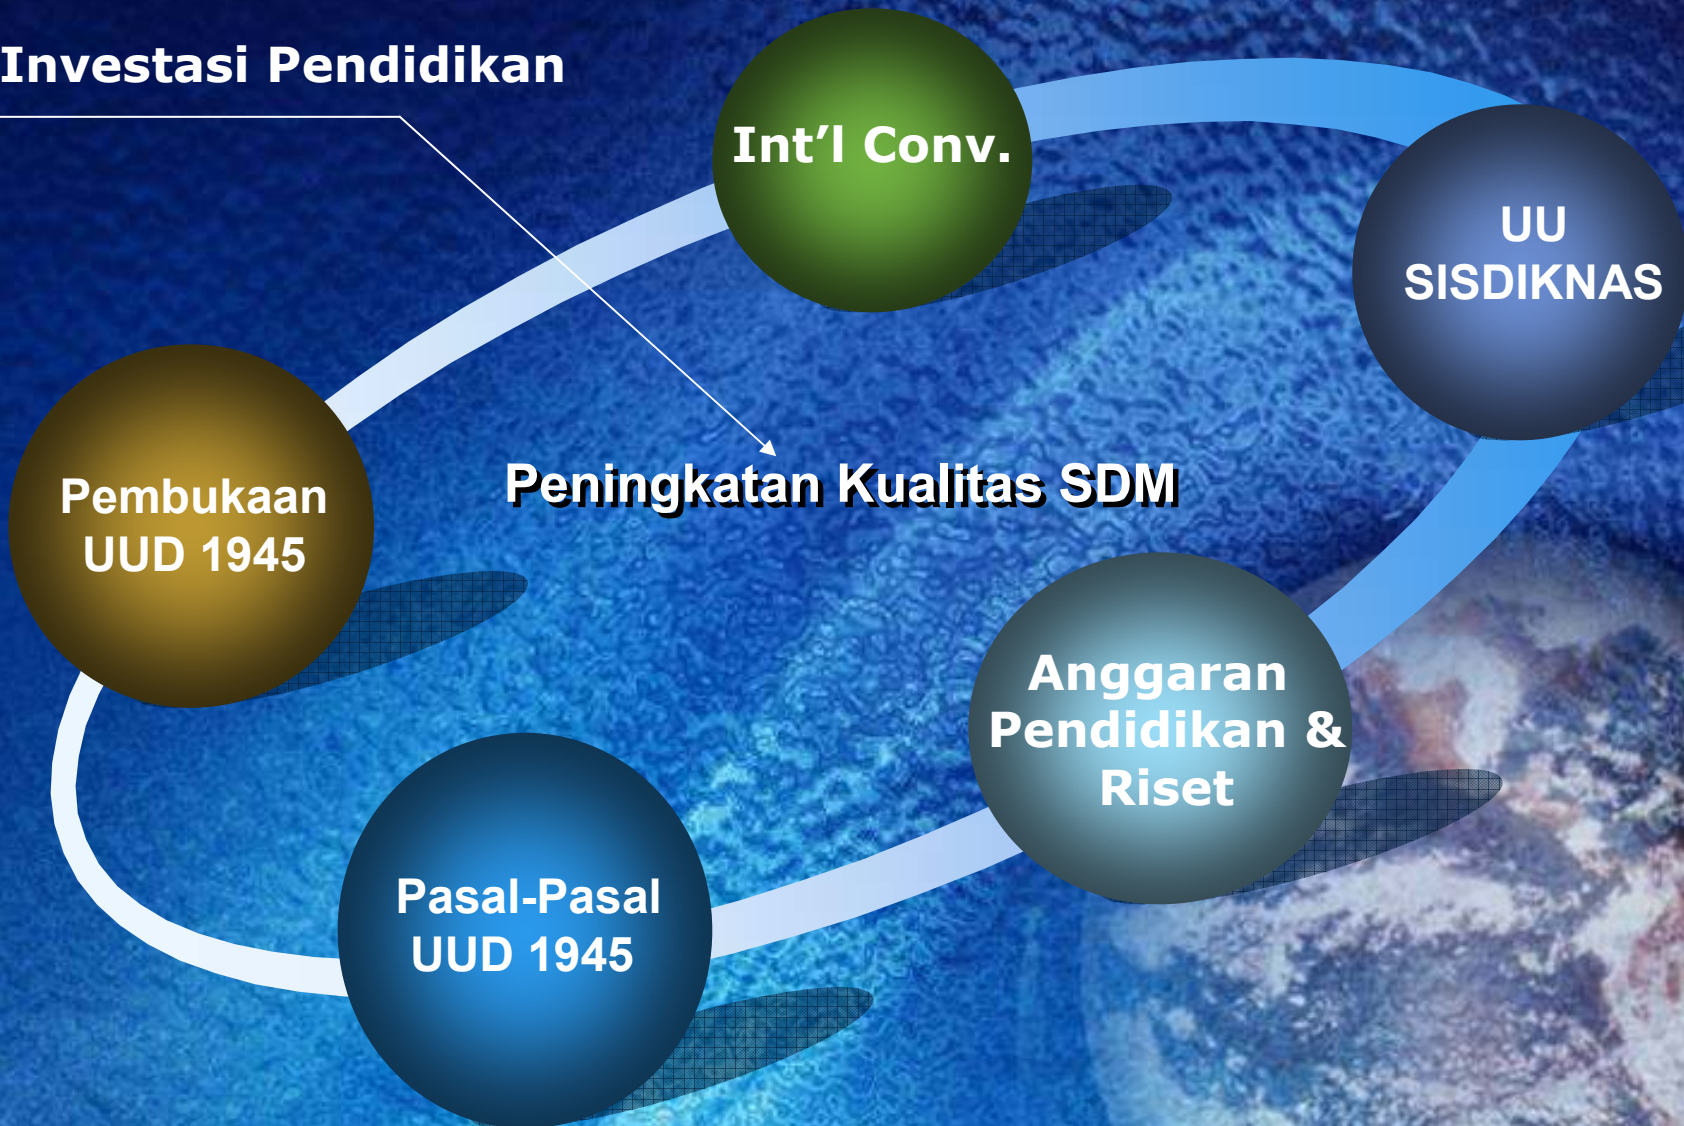 Investasi Pendidikan
Int’l Conv.
UU
SISDIKNAS
Pembukaan
UUD 1945
Peningkatan Kualitas SDM
Anggaran
Pendidikan &
Riset
Pasal-Pasal
UUD 1945